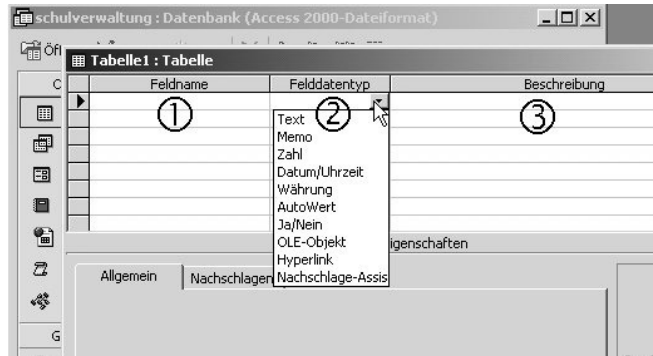 schulverwaltung : Datenbank (Access 2000-Dateiformat)
Öf
Tabelle1 : Tabelle
Feldname Felddatentyp Beschreibung
1 2 3
Text
Memo
Zahl
Datum/Uhrzeit
Währung
AutoWert
Ja/Nein
OLE-Objekt
Hyperlink
Nachschlage-Assis
igenschaften
Allgemein Nachschlagen
G